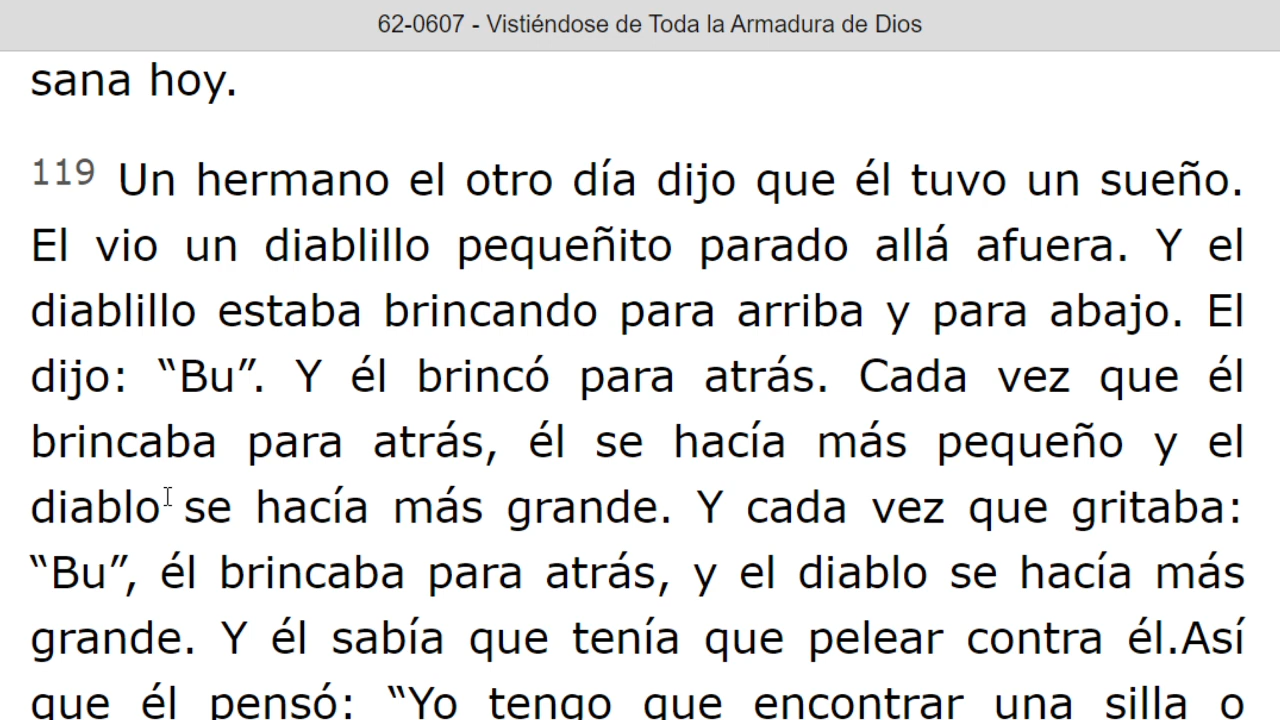 62-0607 - Vistiéndose de Toda la Armadura de Dios
sana hoy.
119 Un hermano el otro día dijo que él tuvo un sueño.
El vio un diablillo pequeñito parado allá afuera. Y el
diablillo estaba brincando para arriba y para abajo. El
dijo: “Bu”. Y él brincó para atrás. Cada vez que él
brincaba para atrás, él se hacía más pequeño y el
diablo se hacía más grande. Y cada vez que gritaba:
“Bu”, él brincaba para atrás, y el diablo se hacía más
grande. Y él sabía que tenía que pelear contra él.Así
que él pensó: “Yo tengo que encontrar una silla o